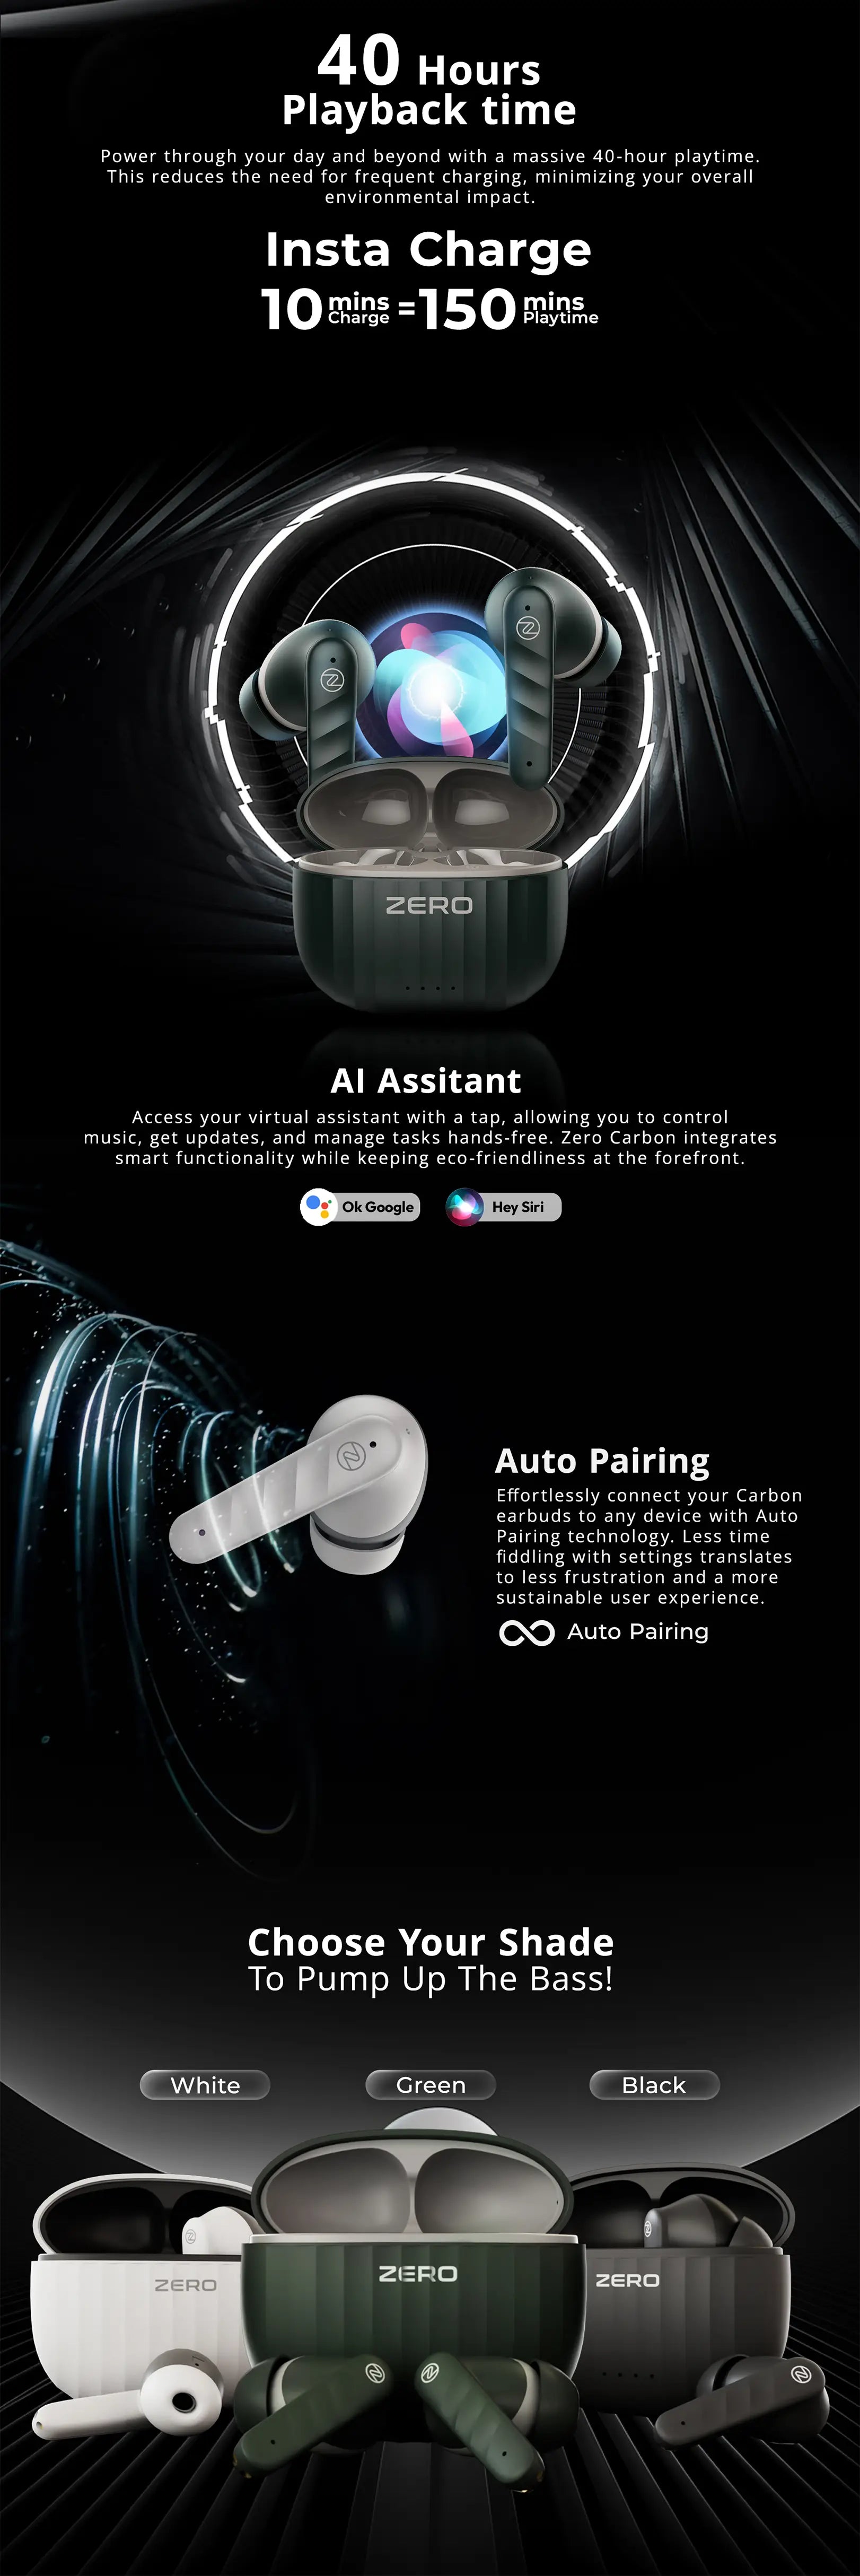 40 Hours
Playback time
Power through your day and beyond with a massive 40-hour playtime.
This reduces the need for frequent charging, minimizing your overall
environmental impact.
Insta Charge
10 mins Charge = 150 mins Playtime
ZERO
AI Assitant
Access your virtual assistant with a tap, allowing you to control
music, get updates, and manage tasks hands-free. Zero Carbon integrates
smart functionality while keeping eco-friendliness at the forefront.
Ok Google Hey Siri
Auto Pairing
Effortlessly connect your Carbon
earbuds to any device with Auto
Pairing technology. Less time
fiddling with settings translates
to less frustration and a more
sustainable user experience.
Auto Pairing
Choose Your Shade
To Pump Up The Bass!
White Green Black
ZERO ZERO ZERO